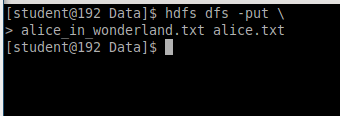 [student@192 Data]$ hdfs dfs -put \
> alice_in_wonderland.txt alice.txt
[student@192 Data]$